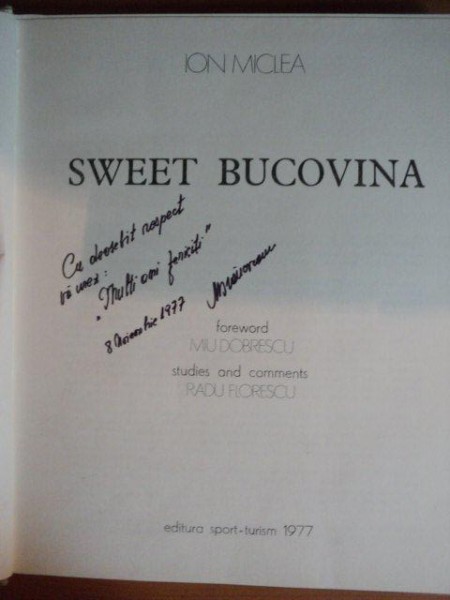 ION MICLEA
SWEET BUCOVINA
Cu deosebit respect
vă urez:
"Mulți ani fericiți"
8 Noiembrie 1977
foreword
MIU DOBRESCU
studies and comments
RADU FLORESCU
editura sport-turism 1977